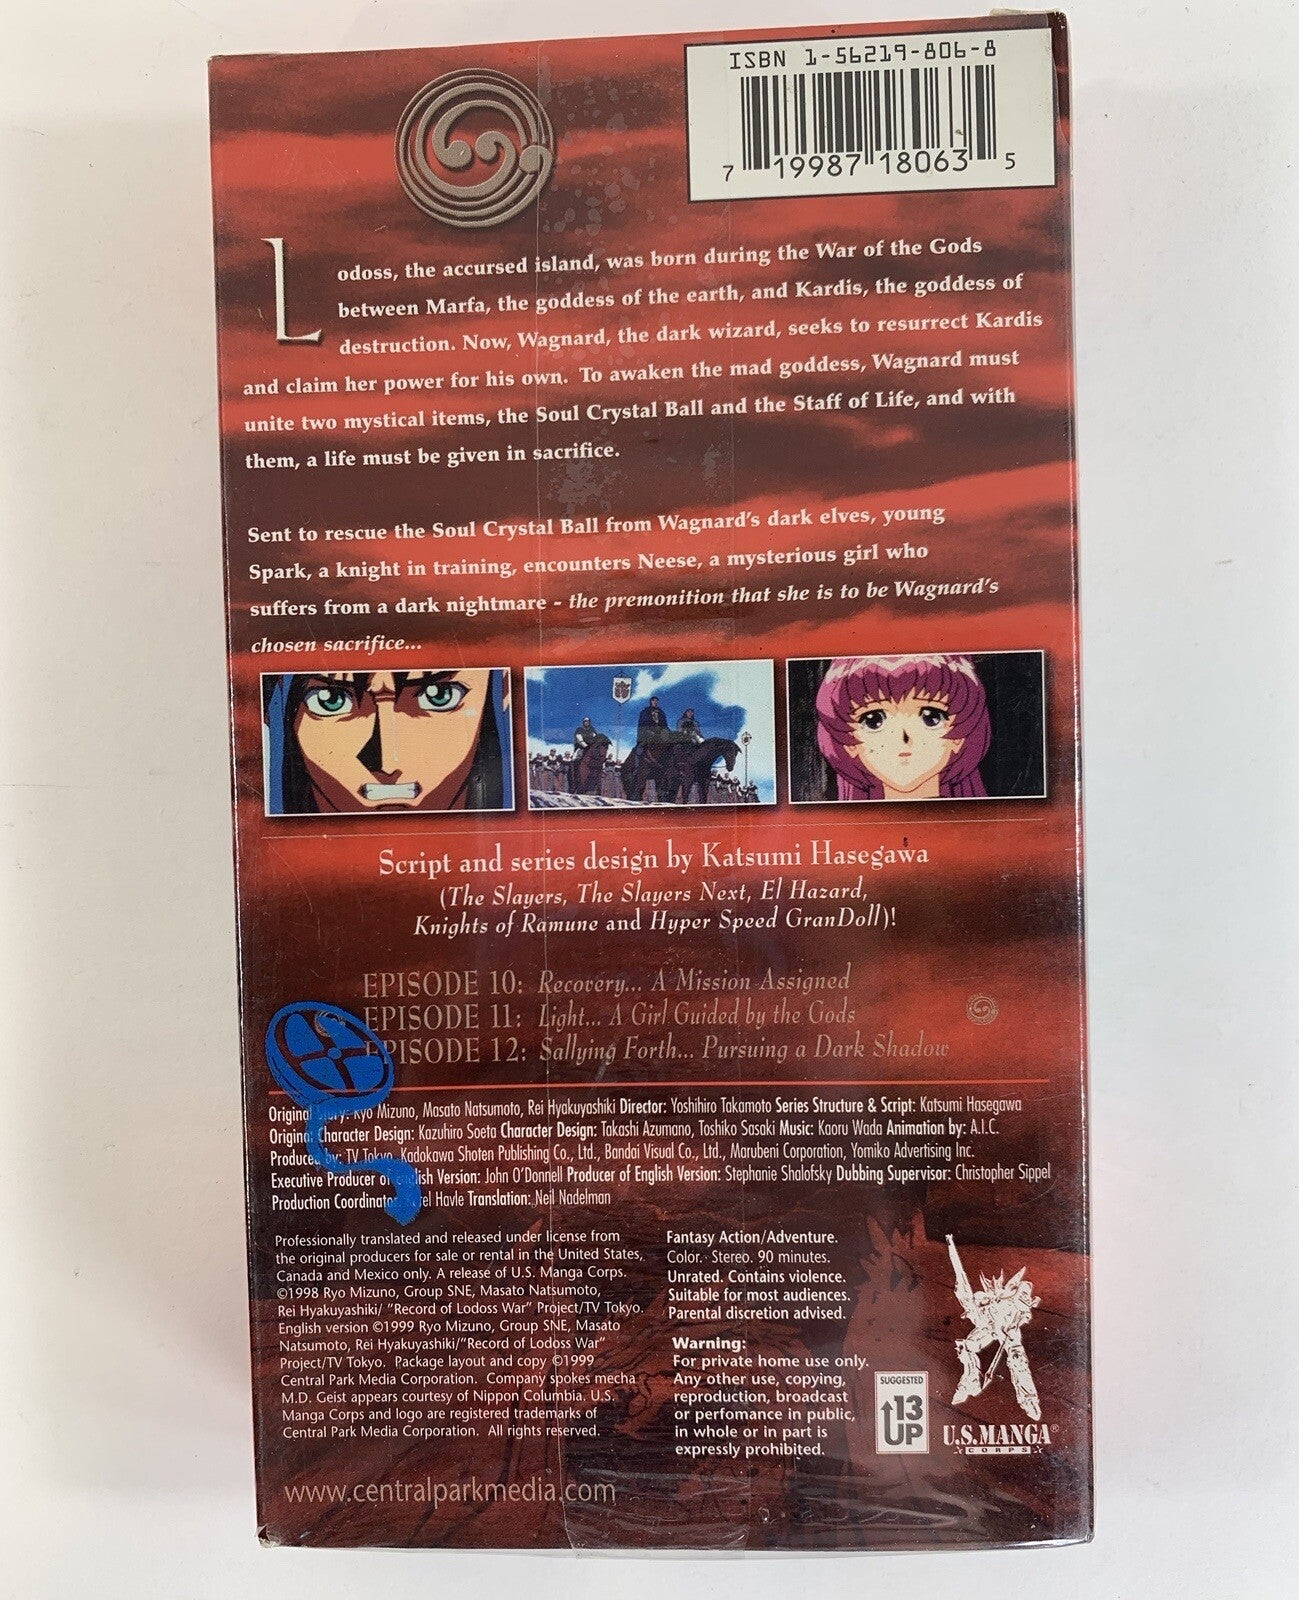 ISBN 1-56219-806-8
7 19987 18063 5
Lodoss, the accursed island, was born during the War of the Gods
between Marfa, the goddess of the earth, and Kardis, the goddess of
destruction. Now, Wagnard, the dark wizard, seeks to resurrect Kardis
and claim her power for his own. To awaken the mad goddess, Wagnard must
unite two mystical items, the Soul Crystal Ball and the Staff of Life, and with
them, a life must be given in sacrifice.
Sent to rescue the Soul Crystal Ball from Wagnard's dark elves, young
Spark, a knight in training, encounters Neese, a mysterious girl who
suffers from a dark nightmare - the premonition that she is to be Wagnard's
chosen sacrifice...
Script and series design by Katsumi Hasegawa
(The Slayers, The Slayers Next, El Hazard,
Knights of Ramune and Hyper Speed GranDoll)!
EPISODE 10: Recovery... A Mission Assigned
EPISODE 11: Light... A Girl Guided by the Gods
EPISODE 12: Sallying Forth... Pursuing a Dark Shadow
Original Story: Ryo Mizuno, Masato Natsumoto, Rei Hyakuyashiki Director: Yoshihiro Takamoto Series Structure & Script: Katsumi Hasegawa
Original Character Design: Kazuhiro Soeta Character Design: Takashi Azumano, Toshiko Sasaki Music: Kaoru Wada Animation by: A.I.C.
Produced by: TV Tokyo, Kadokawa Shoten Publishing Co., Ltd., Bandai Visual Co., Ltd., Marubeni Corporation, Yomiko Advertising Inc.
Executive Producer of English Version: John O'Donnell Producer of English Version: Stephanie Shalofsky Dubbing Supervisor: Christopher Sippel
Production Coordinator: Havle Translation: Neil Nadelman
Professionally translated and released under license from
the original producers for sale or rental in the United States,
Canada and Mexico only. A release of U.S. Manga Corps.
©1998 Ryo Mizuno, Group SNE, Masato Natsumoto,
Rei Hyakuyashiki/ "Record of Lodoss War" Project/TV Tokyo.
English version ©1999 Ryo Mizuno, Group SNE, Masato
Natsumoto, Rei Hyakuyashiki/"Record of Lodoss War"
Project/TV Tokyo. Package layout and copy ©1999
Central Park Media Corporation. Company spokes mecha
M.D. Geist appears courtesy of Nippon Columbia. U.S.
Manga Corps and logo are registered trademarks of
Central Park Media Corporation. All rights reserved.
www.centralparkmedia.com
Fantasy Action/Adventure.
Color. Stereo. 90 minutes.
Unrated. Contains violence.
Suitable for most audiences.
Parental discretion advised.
Warning:
For private home use only.
Any other use, copying,
reproduction, broadcast
or perfomance in public,
in whole or in part is
expressly prohibited.
SUGGESTED
13
UP
U.S.MANGA®
CORPS